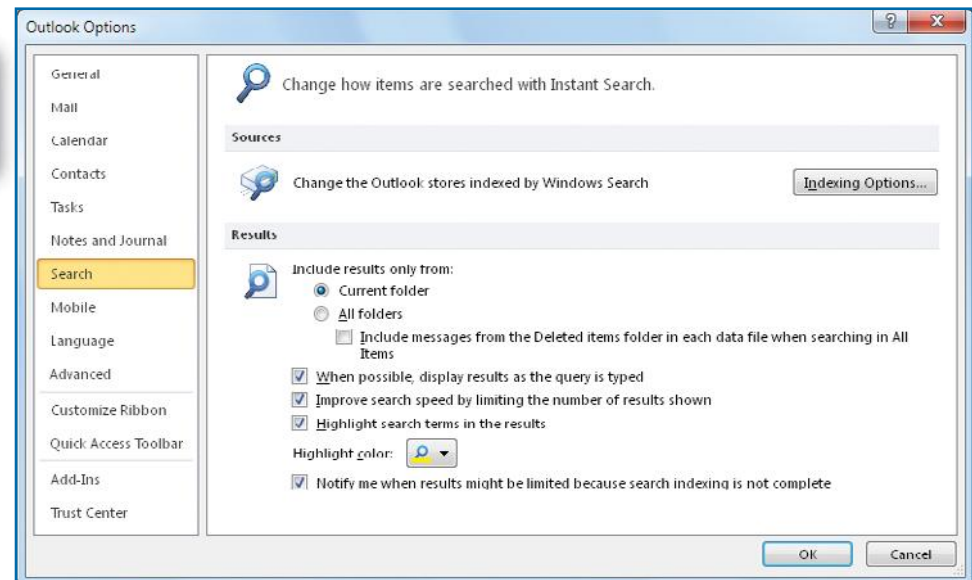 Outlook Options
General
Mail
Calendar
Contacts
Tasks
Notes and Journal
Search
Mobile
Language
Advanced
Customize Ribbon
Quick Access Toolbar
Add-Ins
Trust Center
Change how items are searched with Instant Search.
Sources
Change the Outlook stores indexed by Windows Search
Indexing Options...
Results
Include results only from:
Current folder
All folders
Include messages from the Deleted items folder in each data file when searching in All
Items
When possible, display results as the query is typed
Improve search speed by limiting the number of results shown
Highlight search terms in the results
Highlight color:
Notify me when results might be limited because search indexing is not complete
OK
Cancel